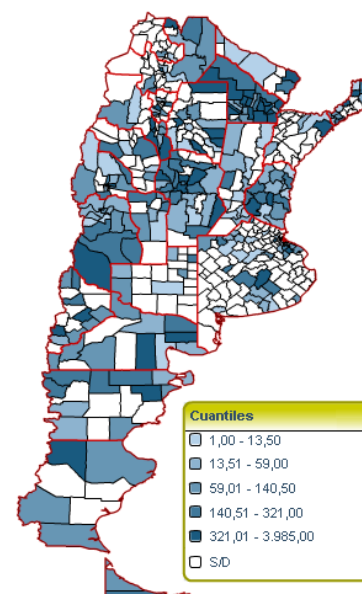 Cuantiles
1,00 - 13,50
13,51 - 59,00
59,01 - 140,50
140,51 - 321,00
321,01 - 3.985,00
S/D